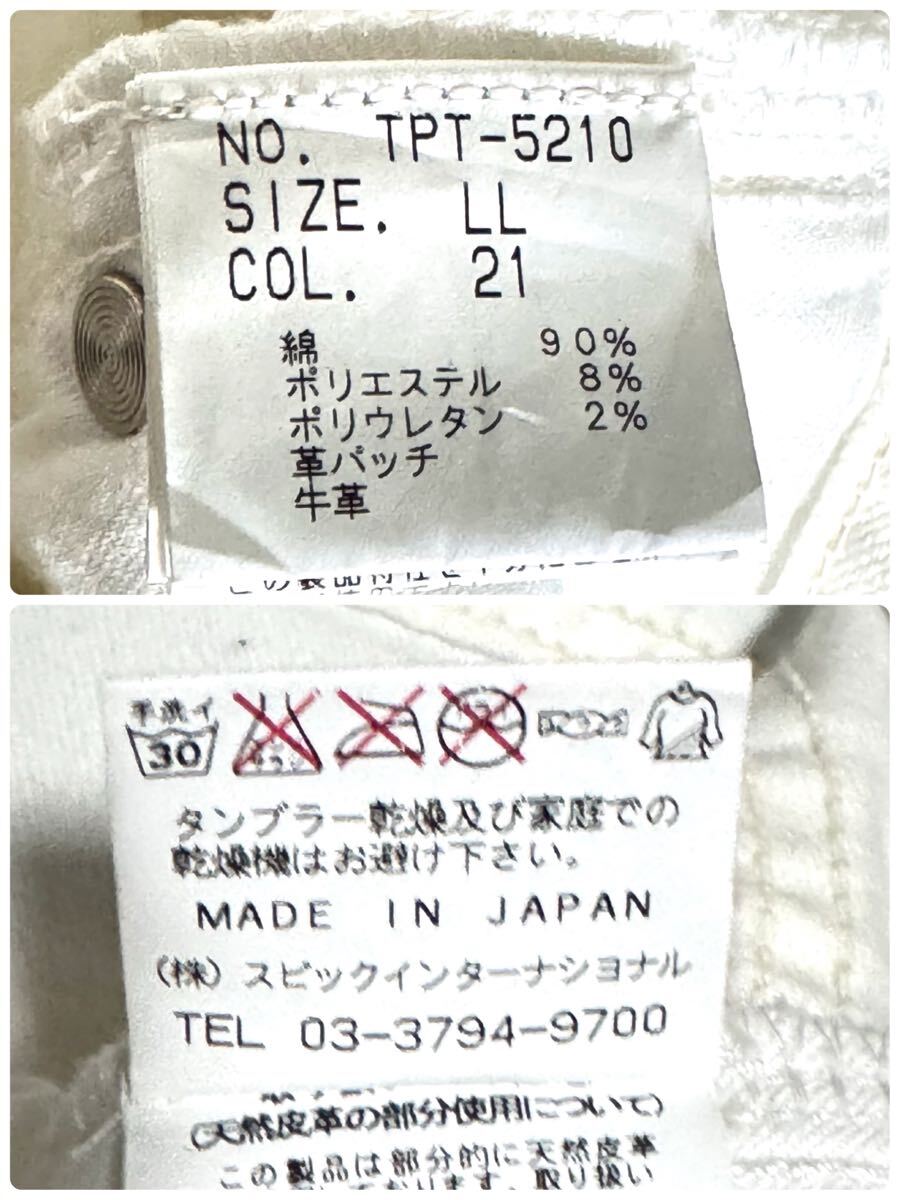 NO. TPT-5210
SIZE. LL
COL. 21
綿 90%
ポリエステル 8%
ポリウレタン 2%
革パッチ
牛革
手洗イ
30
タンブラー乾燥及び家庭での
乾燥機はお避け下さい。
MADE IN JAPAN
(株)スピックインターナショナル
TEL 03-3794-9700
(天然皮革の部分使用について)
この製品は部分的に天然皮革